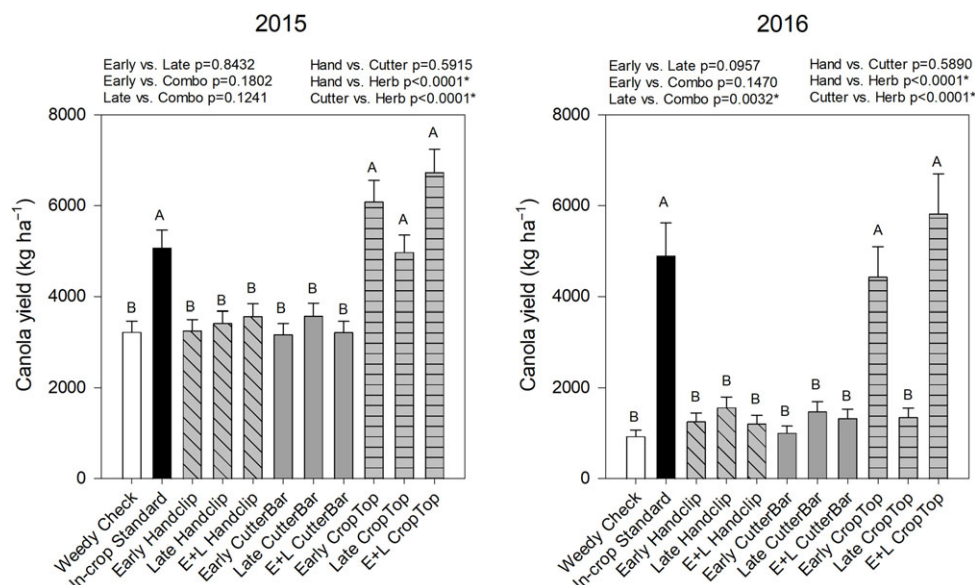 2015
Early vs. Late p=0.8432
Early vs. Combo p=0.1802
Late vs. Combo p=0.1241
Hand vs. Cutter p=0.5915
Hand vs. Herb p<0.0001*
Cutter vs. Herb p<0.0001*
Canola yield (kg ha⁻¹)
8000
6000
4000
2000
0
B
A
B
B
B
B
B
B
A
A
A
Weedy Check
In-crop Standard
Early Handclip
Late Handclip
E+L Handclip
Early CutterBar
Late CutterBar
E+L CutterBar
Early CropTop
Late CropTop
E+L CropTop
2016
Early vs. Late p=0.0957
Early vs. Combo p=0.1470
Late vs. Combo p=0.0032*
Hand vs. Cutter p=0.5890
Hand vs. Herb p<0.0001*
Cutter vs. Herb p<0.0001*
Canola yield (kg ha⁻¹)
8000
6000
4000
2000
0
B
A
B
B
B
B
B
B
A
B
A
Weedy Check
In-crop Standard
Early Handclip
Late Handclip
E+L Handclip
Early CutterBar
Late CutterBar
E+L CutterBar
Early CropTop
Late CropTop
E+L CropTop